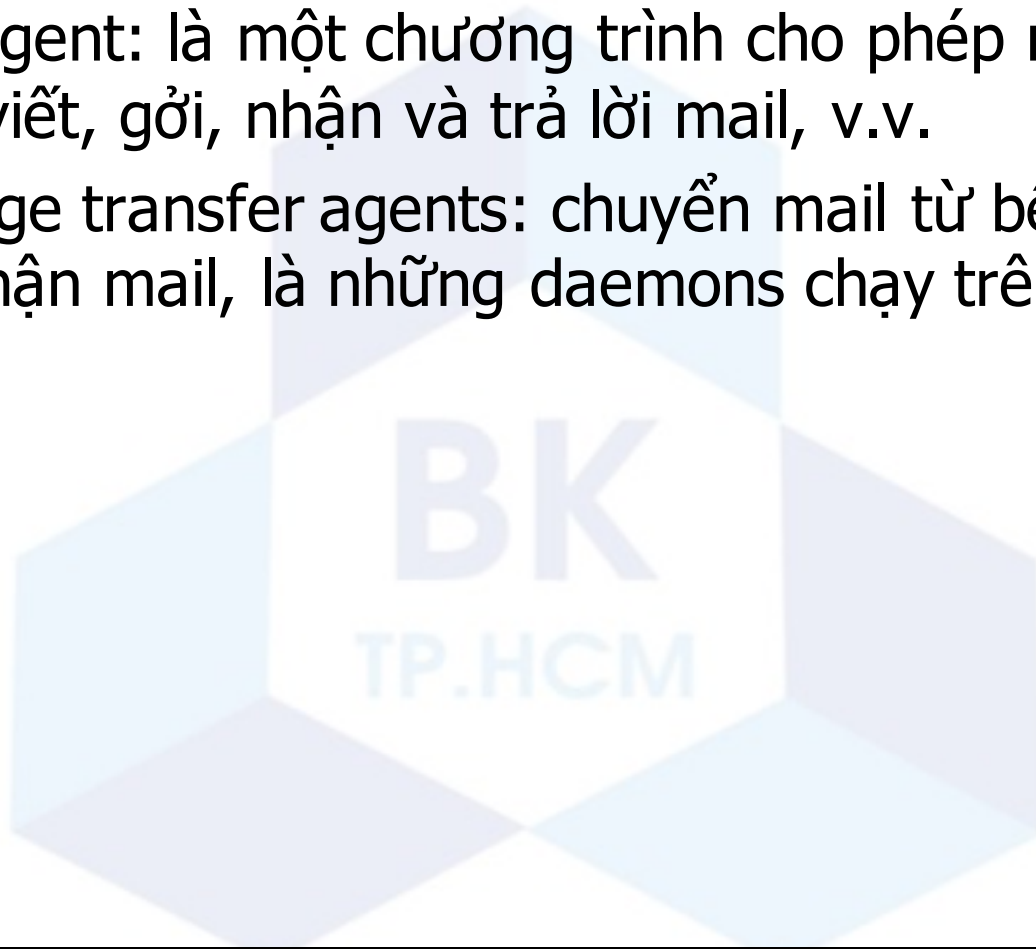 gent: là một chương trình cho phép
viết, gởi, nhận và trả lời mail, v.v.
ge transfer agents: chuyển mail từ bê
hận mail, là những daemons chạy trê
BK
TP.HCM